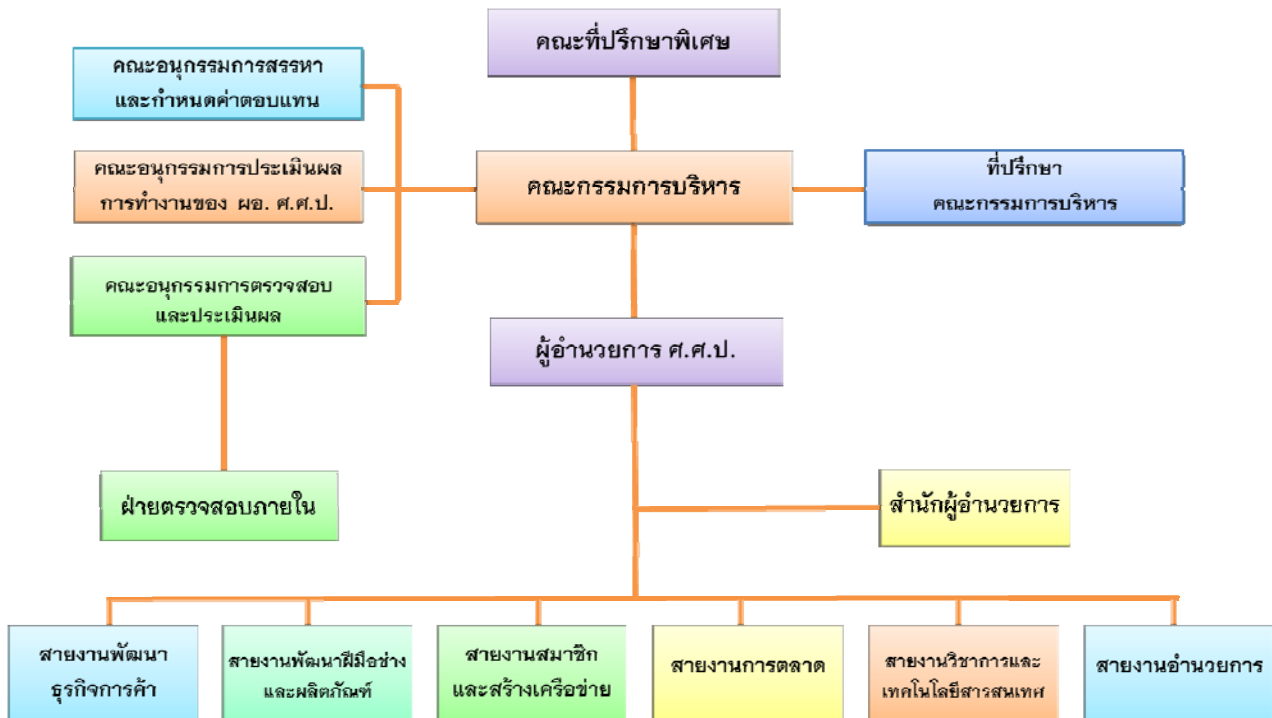 คณะที่ปรึกษาพิเศษ
คณะอนุกรรมการสรรหา
และกำหนดค่าตอบแทน
คณะอนุกรรมการประเมินผล
การทำงานของ ผอ. ศ.ศ.ป.
คณะกรรมการบริหาร
ที่ปรึกษา
คณะกรรมการบริหาร
คณะอนุกรรมการตรวจสอบ
และประเมินผล
ผู้อำนวยการ ศ.ศ.ป.
ฝ่ายตรวจสอบภายใน
สำนักผู้อำนวยการ
สายงานพัฒนา
ธุรกิจการค้า
สายงานพัฒนาฝีมือช่าง
และผลิตภัณฑ์
สายงานสมาชิก
และสร้างเครือข่าย
สายงานการตลาด
สายงานวิชาการและ
เทคโนโลยีสารสนเทศ
สายงานอำนวยการ